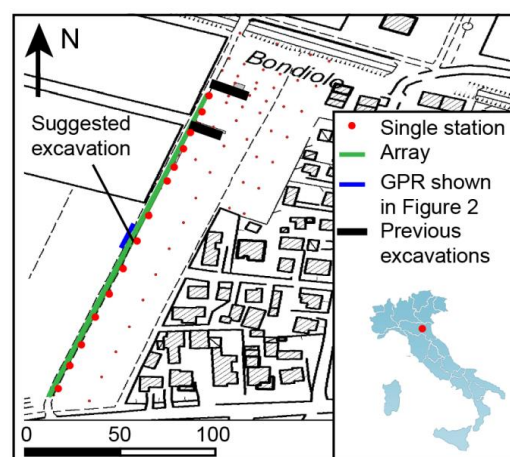 N
Bondiolo
Suggested
excavation
Single station
Array
GPR shown
in Figure 2
Previous
excavations
0 50 100